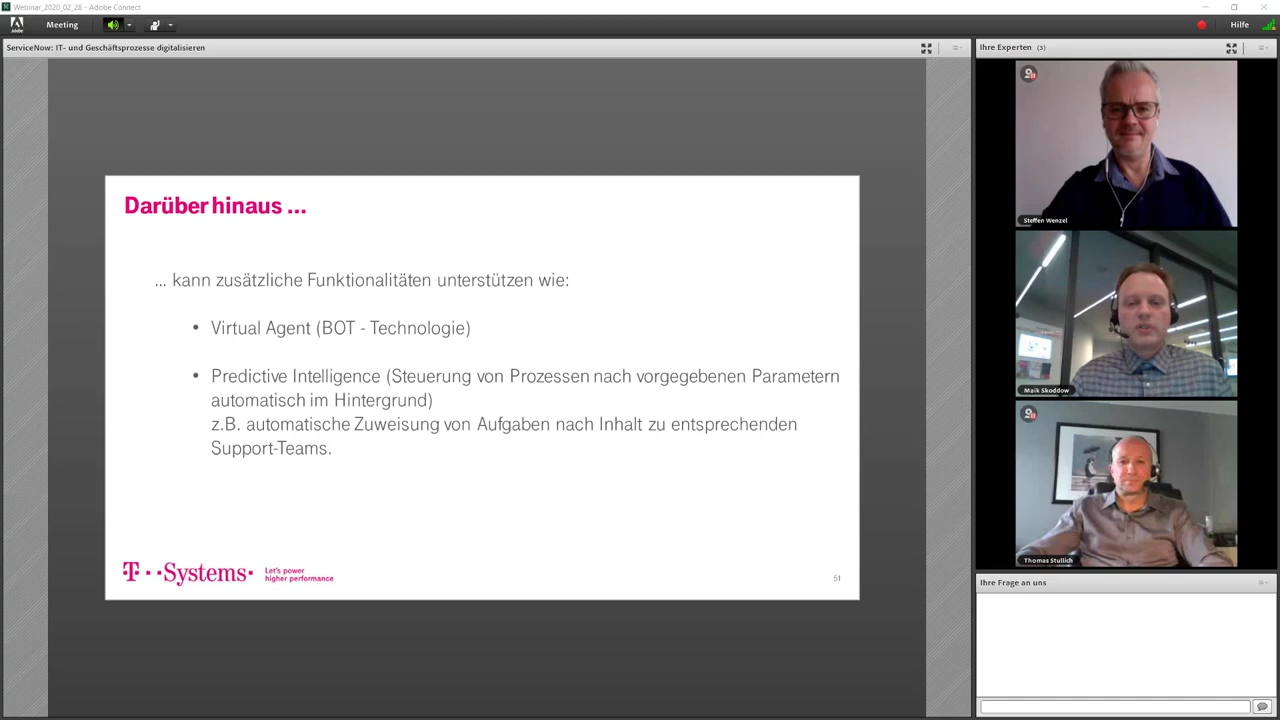 Webinar_2020_02_28 - Adobe Connect
Meeting
Hilfe
ServiceNow: IT- und Geschäftsprozesse digitalisieren
Darüber hinaus ...
... kann zusätzliche Funktionalitäten unterstützen wie:
• Virtual Agent (BOT - Technologie)
• Predictive Intelligence (Steuerung von Prozessen nach vorgegebenen Parametern
automatisch im Hintergrund)
z.B. automatische Zuweisung von Aufgaben nach Inhalt zu entsprechenden
Support-Teams.
T··Systems·
Let's power
higher performance
51
Ihre Experten (3)
Steffen Wenzel
Maik Skoddow
Thomas Stullich
Ihre Frage an uns